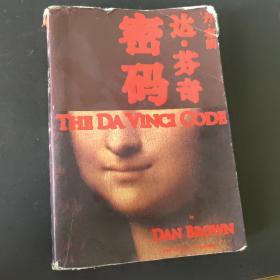 达·芬奇
密码
THE DA VINCI CODE
DAN BROWN